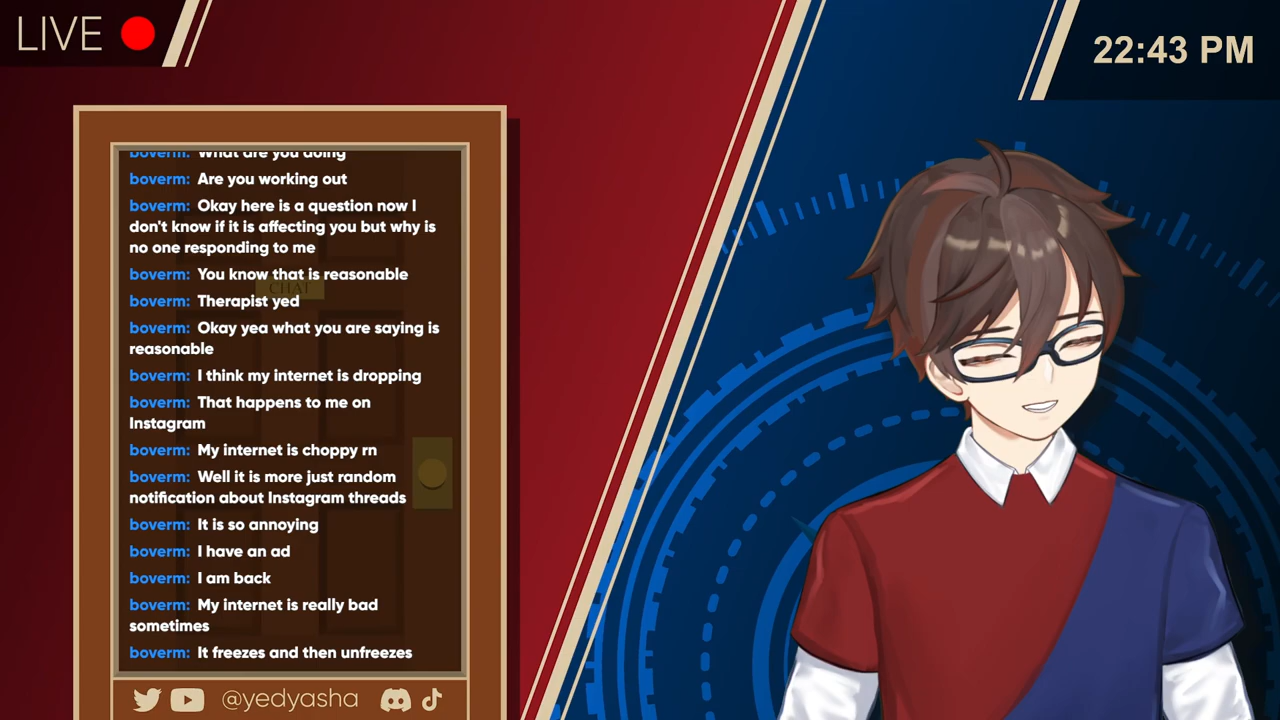 LIVE
22:43 PM
boverm: What are you doing
boverm: Are you working out
boverm: Okay here is a question now I
don't know if it is affecting you but why is
no one responding to me
boverm: You know that is reasonable
CHAT
boverm: Therapist yed
boverm: Okay yea what you are saying is
reasonable
boverm: I think my internet is dropping
boverm: That happens to me on
Instagram
boverm: My internet is choppy rn
boverm: Well it is more just random
notification about Instagram threads
boverm: It is so annoying
boverm: I have an ad
boverm: I am back
boverm: My internet is really bad
sometimes
boverm: It freezes and then unfreezes
@yedyasha